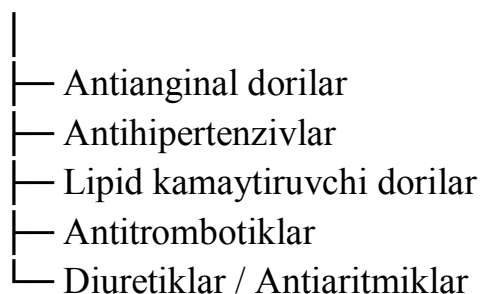 │
├── Antianginal dorilar
├── Antihipertenzivlar
├── Lipid kamaytiruvchi dorilar
├── Antitrombotiklar
└── Diuretiklar / Antiaritmiklar